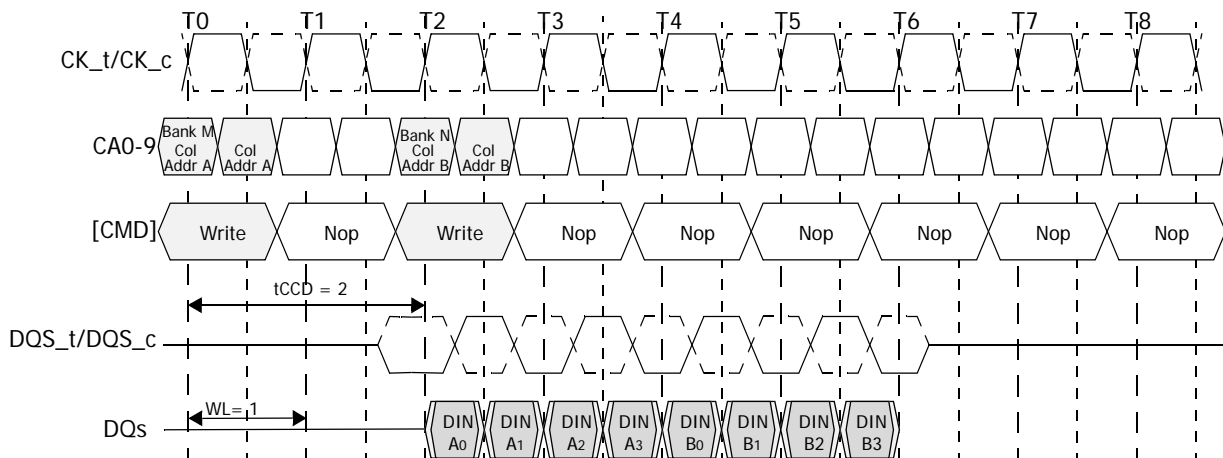 T0 T1 T2 T3 T4 T5 T6 T7 T8
CK_t/CK_c
CA0-9
Bank M
Col
Addr A
Col
Addr A
Bank N
Col
Addr B
Col
Addr B
[CMD]
Write Nop Write Nop Nop Nop Nop Nop Nop
tCCD = 2
DQS_t/DQS_c
WL= 1
DQs
DIN A0
DIN A1
DIN A2
DIN A3
DIN B0
DIN B1
DIN B2
DIN B3